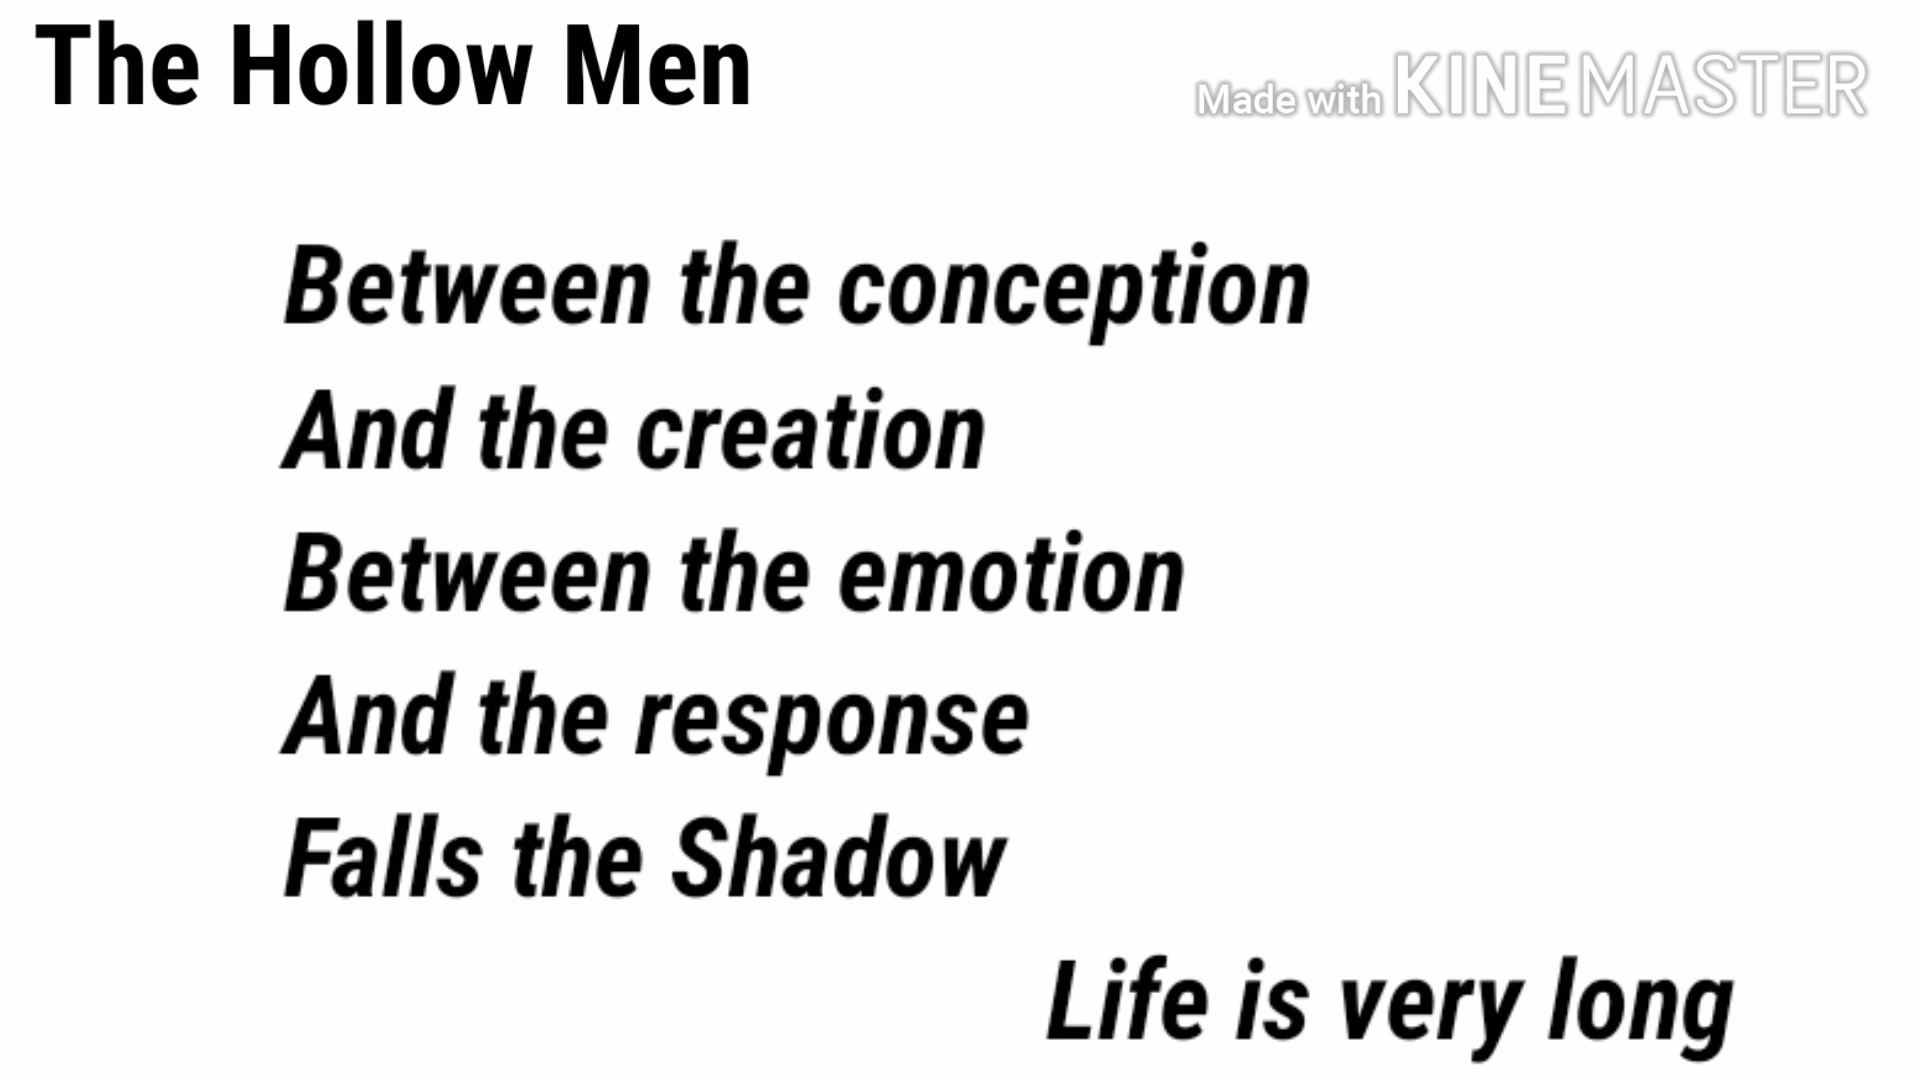 The Hollow Men
Made with KINEMASTER
Between the conception
And the creation
Between the emotion
And the response
Falls the Shadow
Life is very long